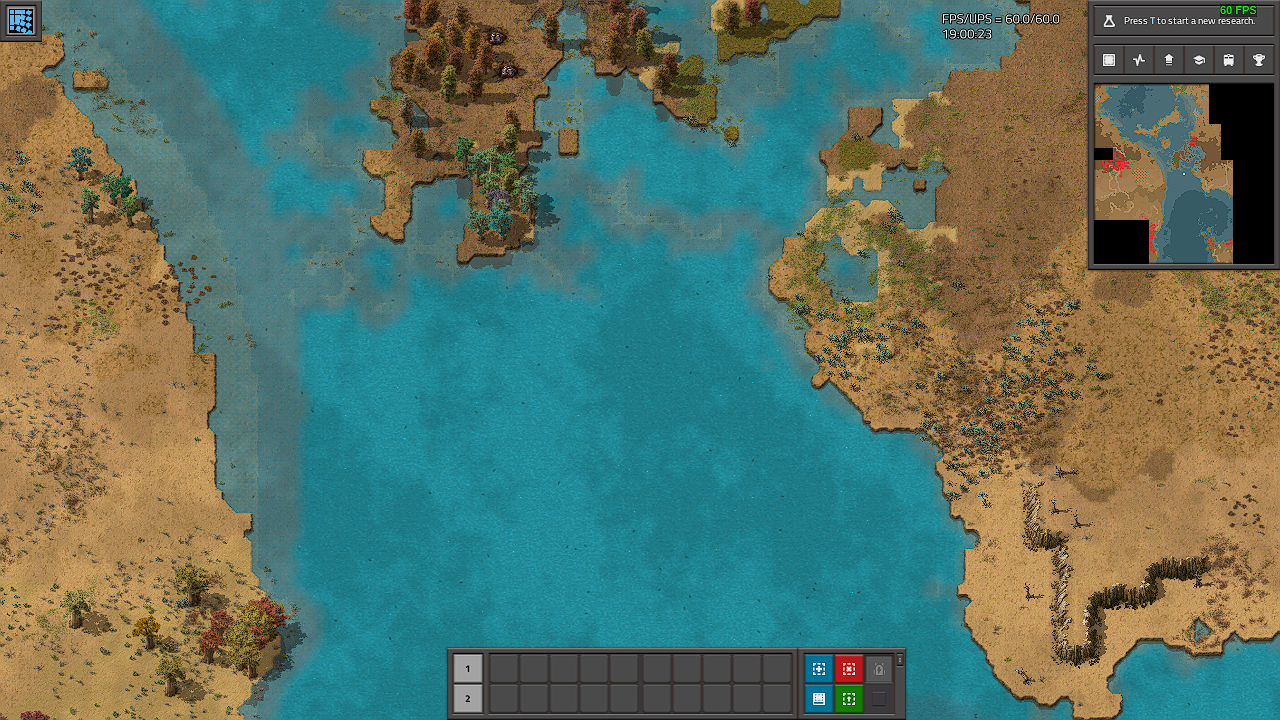 FPS/UPS = 60.0/60.0
19:00:23
60 FPS
Press T to start a new research.
1
2